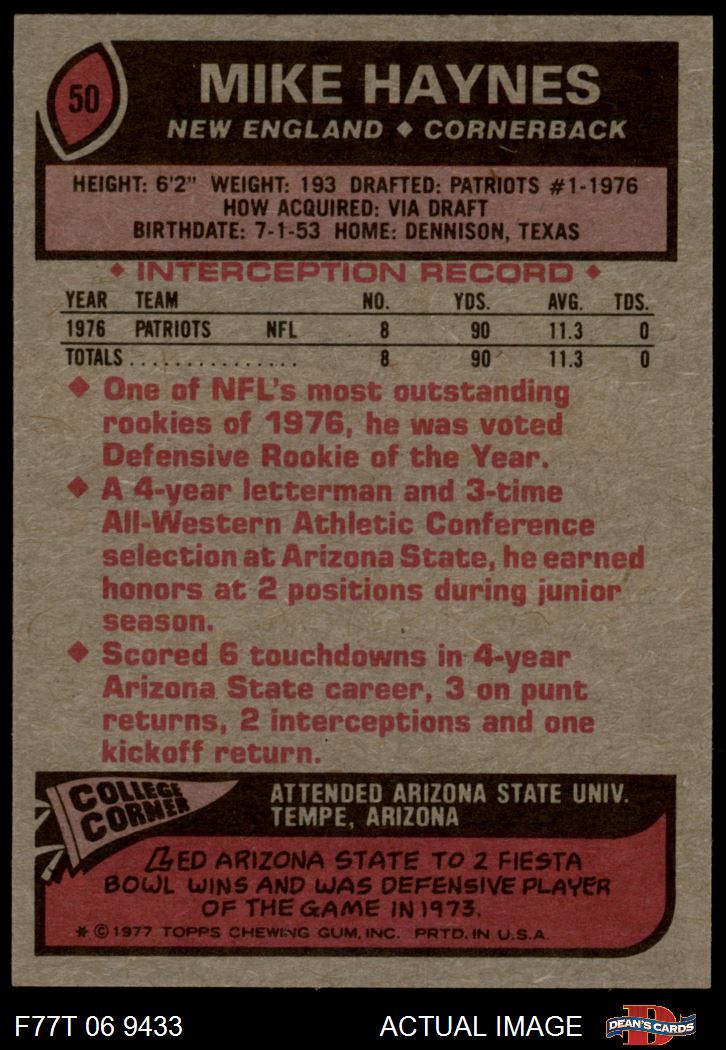 50
MIKE HAYNES
NEW ENGLAND ♦ CORNERBACK
HEIGHT: 6'2" WEIGHT: 193 DRAFTED: PATRIOTS #1-1976
HOW ACQUIRED: VIA DRAFT
BIRTHDATE: 7-1-53 HOME: DENNISON, TEXAS
♦ INTERCEPTION RECORD ♦
YEAR TEAM NO. YDS. AVG. TDS.
1976 PATRIOTS NFL 8 90 11.3 0
TOTALS ............... 8 90 11.3 0
♦ One of NFL's most outstanding
rookies of 1976, he was voted
Defensive Rookie of the Year.
♦ A 4-year letterman and 3-time
All-Western Athletic Conference
selection at Arizona State, he earned
honors at 2 positions during junior
season.
♦ Scored 6 touchdowns in 4-year
Arizona State career, 3 on punt
returns, 2 interceptions and one
kickoff return.
COLLEGE
CORNER
ATTENDED ARIZONA STATE UNIV.
TEMPE, ARIZONA
LED ARIZONA STATE TO 2 FIESTA
BOWL WINS AND WAS DEFENSIVE PLAYER
OF THE GAME IN 1973.
* © 1977 TOPPS CHEWING GUM, INC. PRTD. IN U.S.A.
F77T 06 9433
ACTUAL IMAGE
D
DEAN'S CARDS